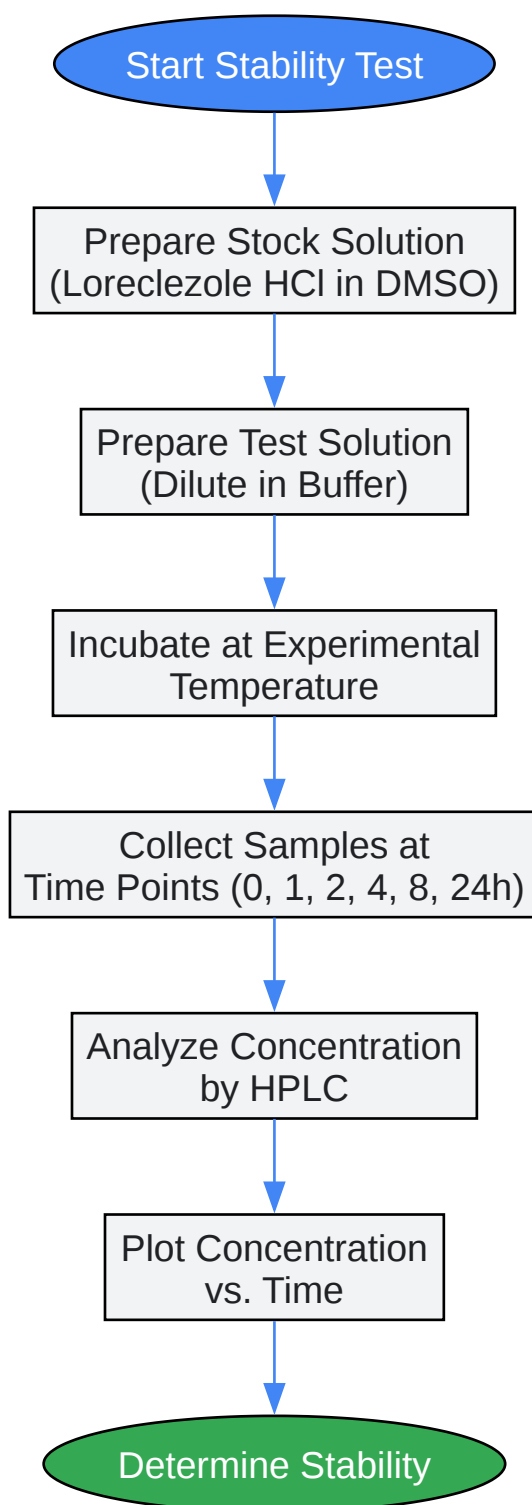 Start Stability Test
Prepare Stock Solution
(Loreclezole HCl in DMSO)
Prepare Test Solution
(Dilute in Buffer)
Incubate at Experimental
Temperature
Collect Samples at
Time Points (0, 1, 2, 4, 8, 24h)
Analyze Concentration
by HPLC
Plot Concentration
vs. Time
Determine Stability